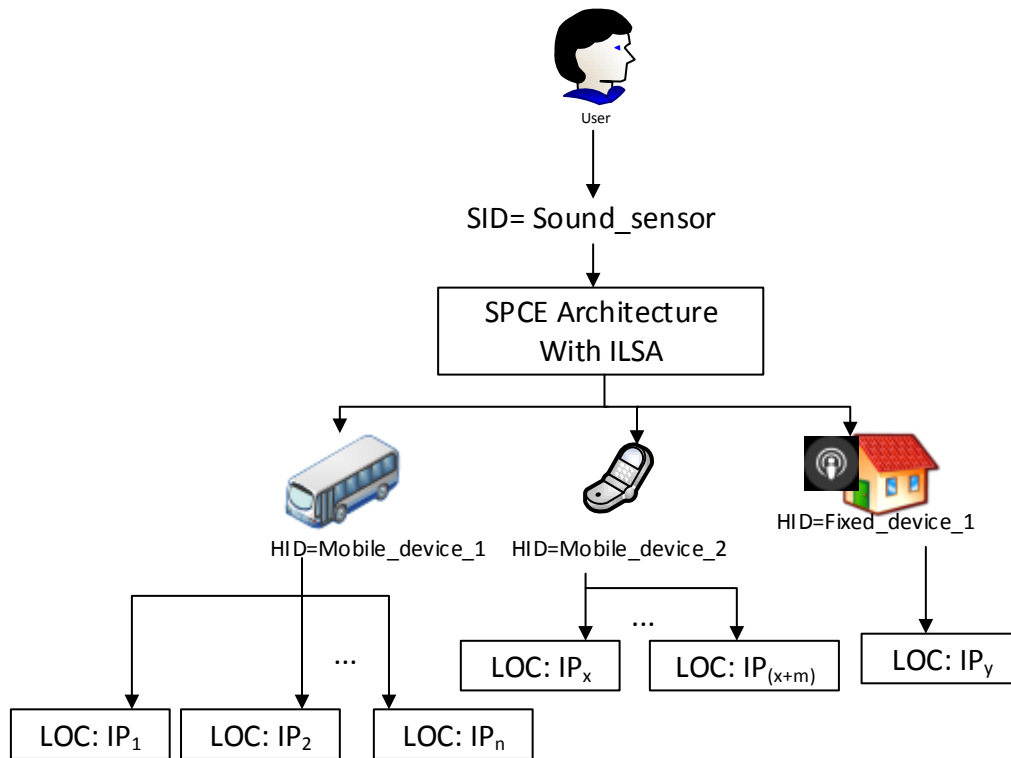 User
SID= Sound_sensor
SPCE Architecture
With ILSA
HID=Mobile_device_1
HID=Mobile_device_2
HID=Fixed_device_1
...
...
LOC: IPx
LOC: IP(x+m)
LOC: IPy
LOC: IP1
LOC: IP2
LOC: IPn